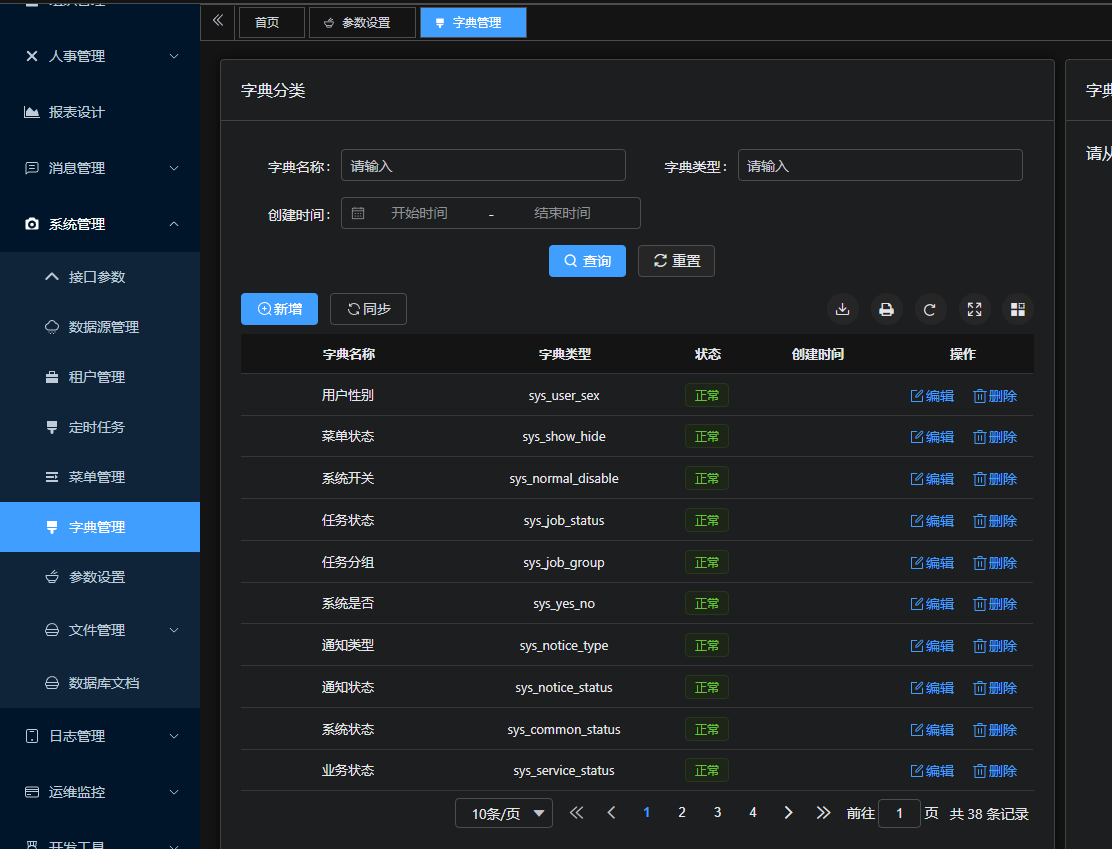 人事管理
报表设计
消息管理
系统管理
接口参数
数据源管理
租户管理
定时任务
菜单管理
字典管理
参数设置
文件管理
数据库文档
日志管理
运维监控
开发工具
首页 参数设置 字典管理
字典分类
字典名称： 请输入 字典类型： 请输入
创建时间： 开始时间 - 结束时间
查询 重置
新增 同步
字典名称 字典类型 状态 创建时间 操作
用户性别 sys_user_sex 正常 编辑 删除
菜单状态 sys_show_hide 正常 编辑 删除
系统开关 sys_normal_disable 正常 编辑 删除
任务状态 sys_job_status 正常 编辑 删除
任务分组 sys_job_group 正常 编辑 删除
系统是否 sys_yes_no 正常 编辑 删除
通知类型 sys_notice_type 正常 编辑 删除
通知状态 sys_notice_status 正常 编辑 删除
系统状态 sys_common_status 正常 编辑 删除
业务状态 sys_service_status 正常 编辑 删除
10条/页 1 2 3 4 前往 1 页 共 38 条记录
字典
请从